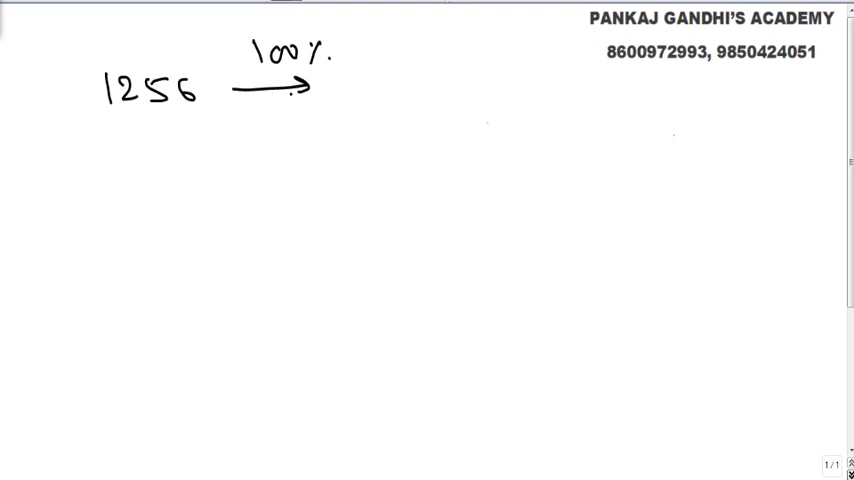 PANKAJ GANDHI'S ACADEMY
8600972993, 9850424051
100%.
1256 →
1/1